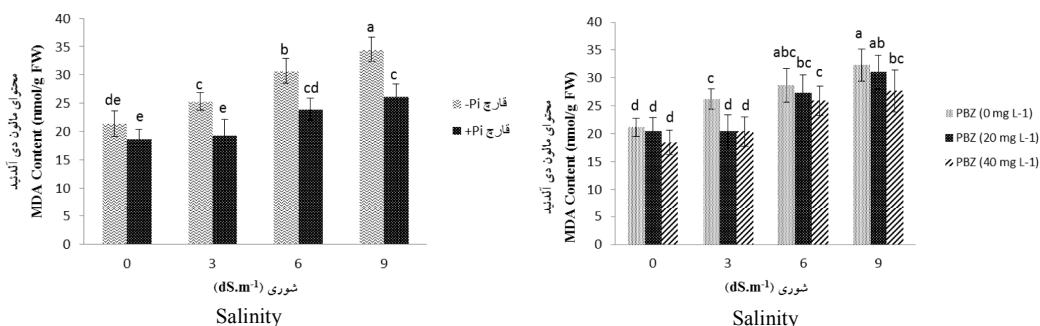 محتوای مالون دی آلدئید
MDA Content (nmol/g FW)
40
35
30
25
20
15
10
5
0
de
e
c
e
b
cd
a
c
0
3
6
9
شوری (dS.m⁻¹)
Salinity
قارچ -Pi
قارچ +Pi
محتوای مالون دی آلدئید
MDA Content (nmol/g FW)
40
35
30
25
20
15
10
5
0
d
d
d
c
d
d
abc
bc
c
a
ab
bc
0
3
6
9
شوری (dS.m⁻¹)
Salinity
PBZ (0 mg L-1)
PBZ (20 mg L-1)
PBZ (40 mg L-1)